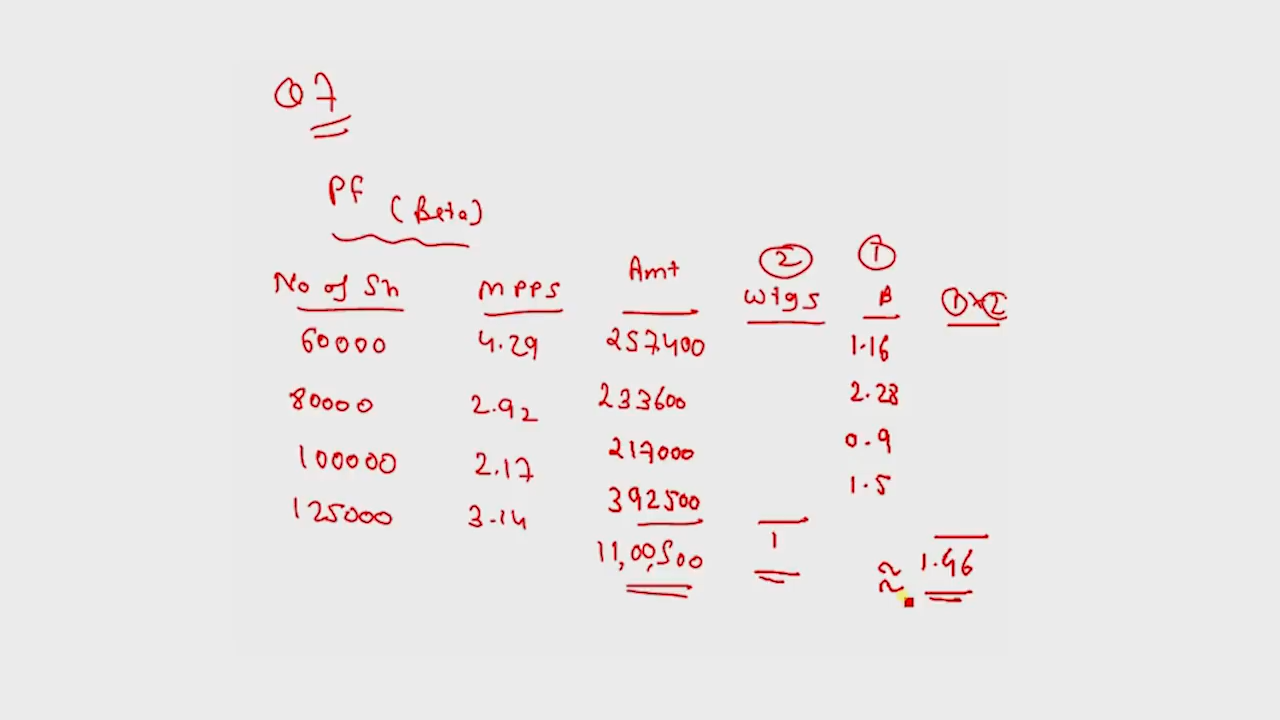 Q7
Pf (Beta)
② ①
No of Sh MPPS Amt Wtgs B ①×②
60000 4.29 257400 1.16
80000 2.92 233600 2.28
100000 2.17 217000 0.9
125000 3.14 392500 1.5
11,00,500 1 ≈ 1.46